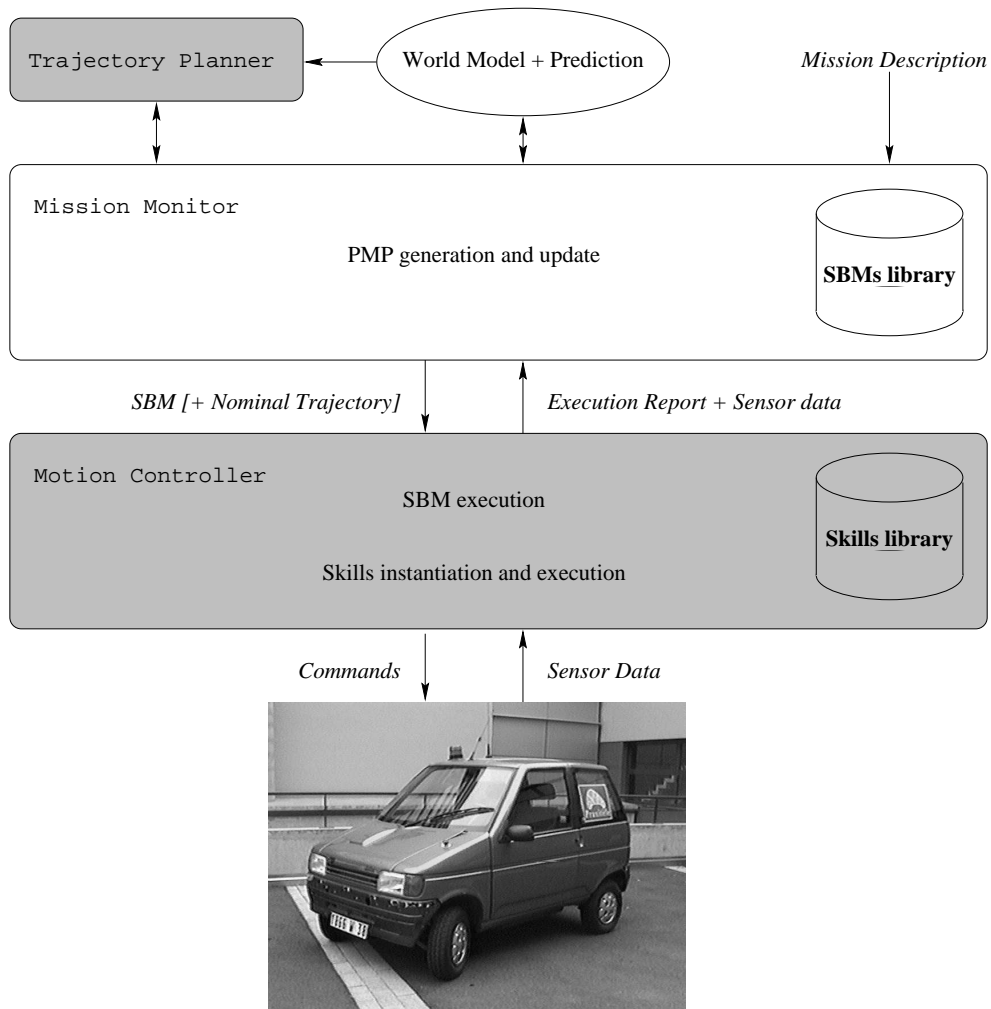 Trajectory Planner
World Model + Prediction
Mission Description
Mission Monitor
PMP generation and update
SBMs library
SBM [+ Nominal Trajectory]
Execution Report + Sensor data
Motion Controller
SBM execution
Skills library
Skills instantiation and execution
Commands
Sensor Data